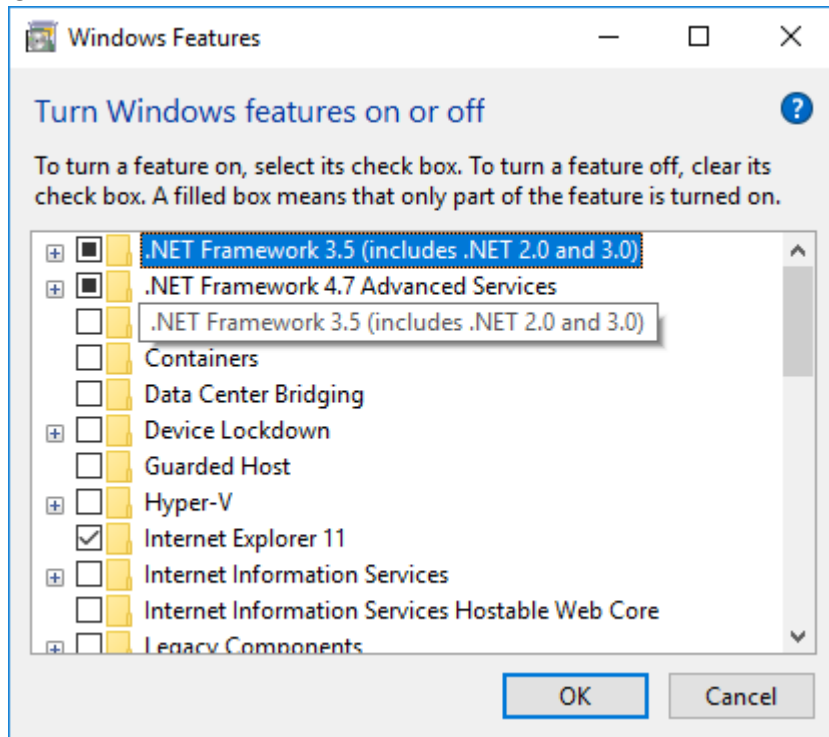 Windows Features
Turn Windows features on or off
?
To turn a feature on, select its check box. To turn a feature off, clear its
check box. A filled box means that only part of the feature is turned on.
.NET Framework 3.5 (includes .NET 2.0 and 3.0)
.NET Framework 4.7 Advanced Services
.NET Framework 3.5 (includes .NET 2.0 and 3.0)
Containers
Data Center Bridging
Device Lockdown
Guarded Host
Hyper-V
Internet Explorer 11
Internet Information Services
Internet Information Services Hostable Web Core
Legacy Components
OK
Cancel